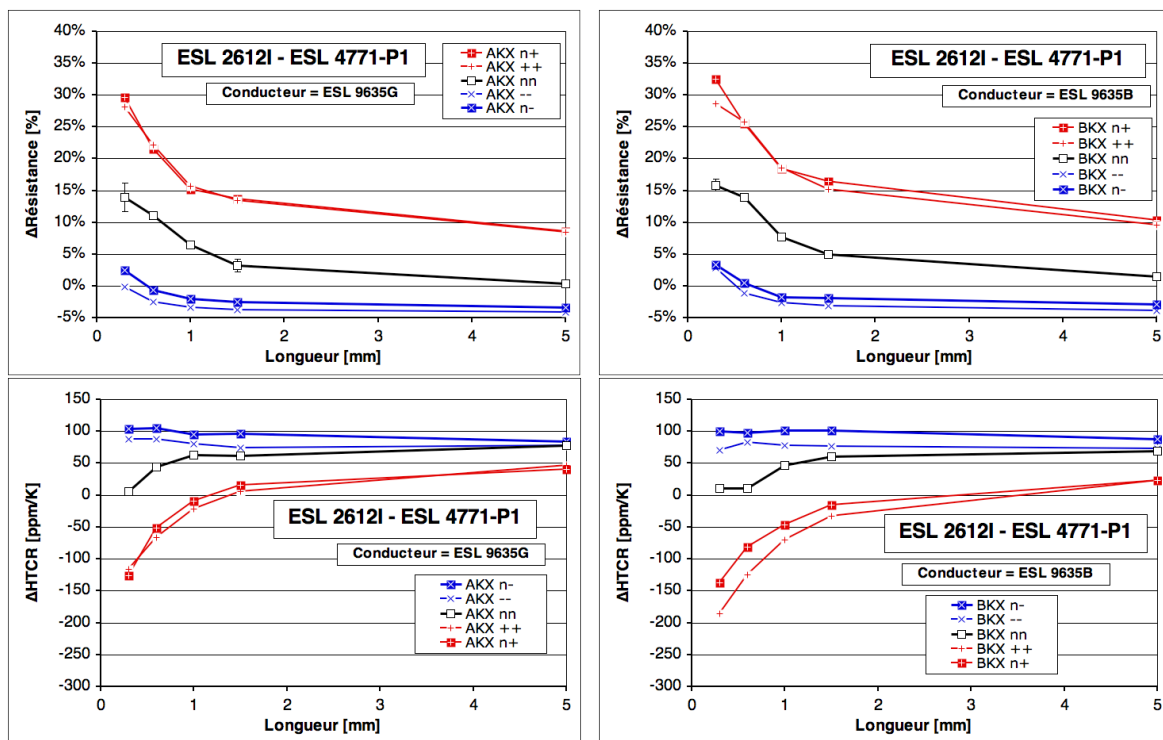 40%
35%
30%
25%
20%
15%
10%
5%
0%
-5%
ΔRésistance [%]
ESL 2612I - ESL 4771-P1
Conducteur = ESL 9635G
AKX n+
AKX ++
AKX nn
AKX --
AKX n-
0 1 2 3 4 5
Longueur [mm]
40%
35%
30%
25%
20%
15%
10%
5%
0%
-5%
ΔRésistance [%]
ESL 2612I - ESL 4771-P1
Conducteur = ESL 9635B
BKX n+
BKX ++
BKX nn
BKX --
BKX n-
0 1 2 3 4 5
Longueur [mm]
150
100
50
0
-50
-100
-150
-200
-250
-300
ΔHTCR [ppm/K]
ESL 2612I - ESL 4771-P1
Conducteur = ESL 9635G
AKX n-
AKX --
AKX nn
AKX ++
AKX n+
0 1 2 3 4 5
Longueur [mm]
150
100
50
0
-50
-100
-150
-200
-250
-300
ΔHTCR [ppm/K]
ESL 2612I - ESL 4771-P1
Conducteur = ESL 9635B
BKX n-
BKX --
BKX nn
BKX ++
BKX n+
0 1 2 3 4 5
Longueur [mm]